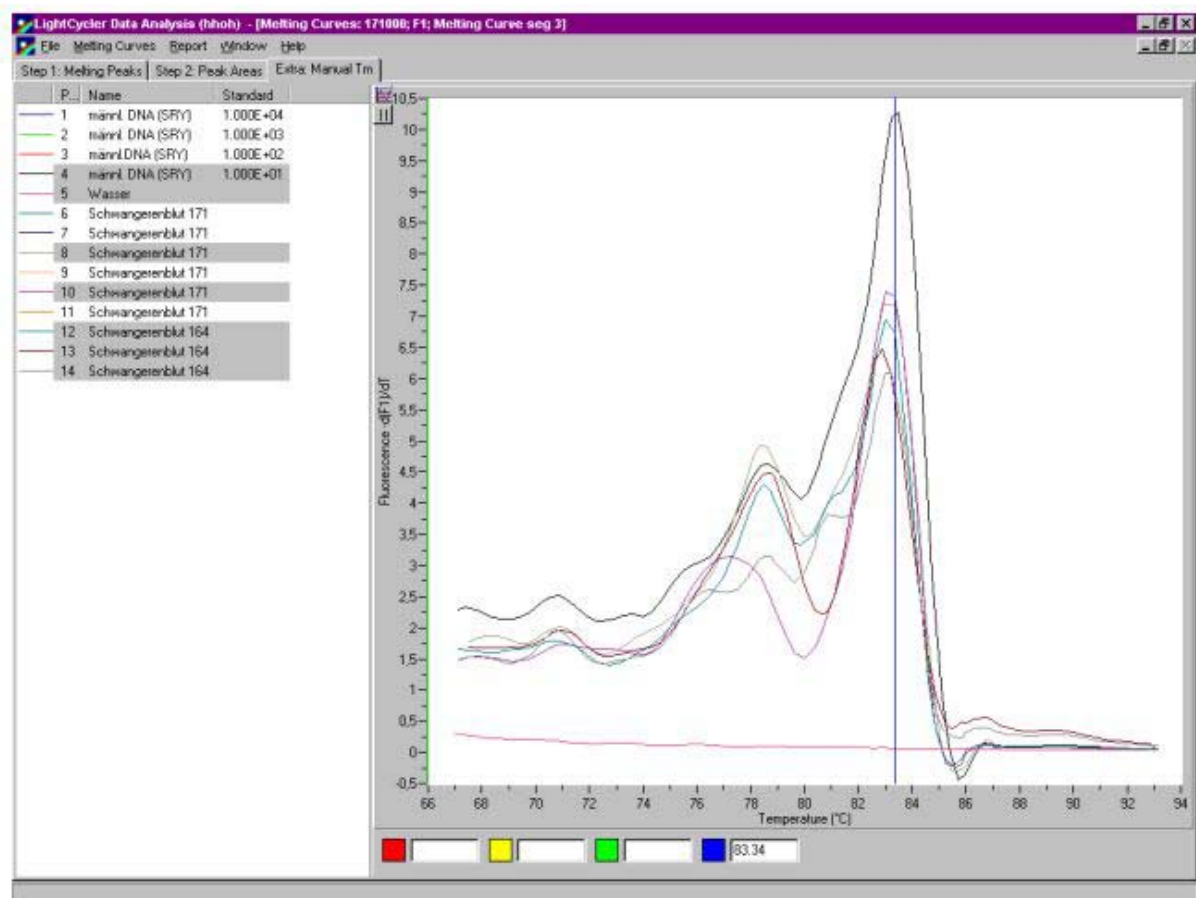 LightCycler Data Analysis (hhoh) - [Melting Curves: 171000; F1; Melting Curve seg 3]
File Melting Curves Report Window Help
Step 1: Melting Peaks Step 2: Peak Areas Extra: Manual Tm
P... Name Standard
1 männl. DNA (SRY) 1.000E+04
2 männl. DNA (SRY) 1.000E+03
3 männl.DNA (SRY) 1.000E+02
4 männl. DNA (SRY) 1.000E+01
5 Wasser
6 Schwangerenblut 171
7 Schwangerenblut 171
8 Schwangerenblut 171
9 Schwangerenblut 171
10 Schwangerenblut 171
11 Schwangerenblut 171
12 Schwangerenblut 164
13 Schwangerenblut 164
14 Schwangerenblut 164
10,5
10
9,5
9
8,5
8
7,5
7
6,5
6
5,5
5
4,5
4
3,5
3
2,5
2
1,5
1
0,5
0
-0,5
Fluorescence -d(F1)/dT
66 68 70 72 74 76 78 80 82 84 86 88 90 92 94
Temperature (°C)
83.34